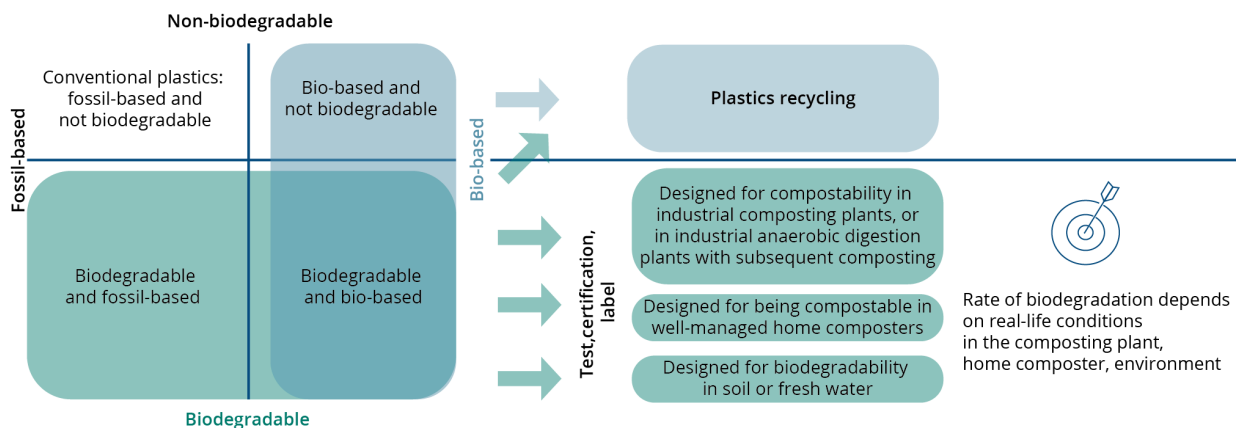 Non-biodegradable
Fossil-based
Conventional plastics:
fossil-based and
not biodegradable
Bio-based and
not biodegradable
Bio-based
Biodegradable
and fossil-based
Biodegradable
and bio-based
Biodegradable
Plastics recycling
Test,certification,
label
Designed for compostability in
industrial composting plants, or
in industrial anaerobic digestion
plants with subsequent composting
Designed for being compostable in
well-managed home composters
Designed for biodegradability
in soil or fresh water
Rate of biodegradation depends
on real-life conditions
in the composting plant,
home composter, environment